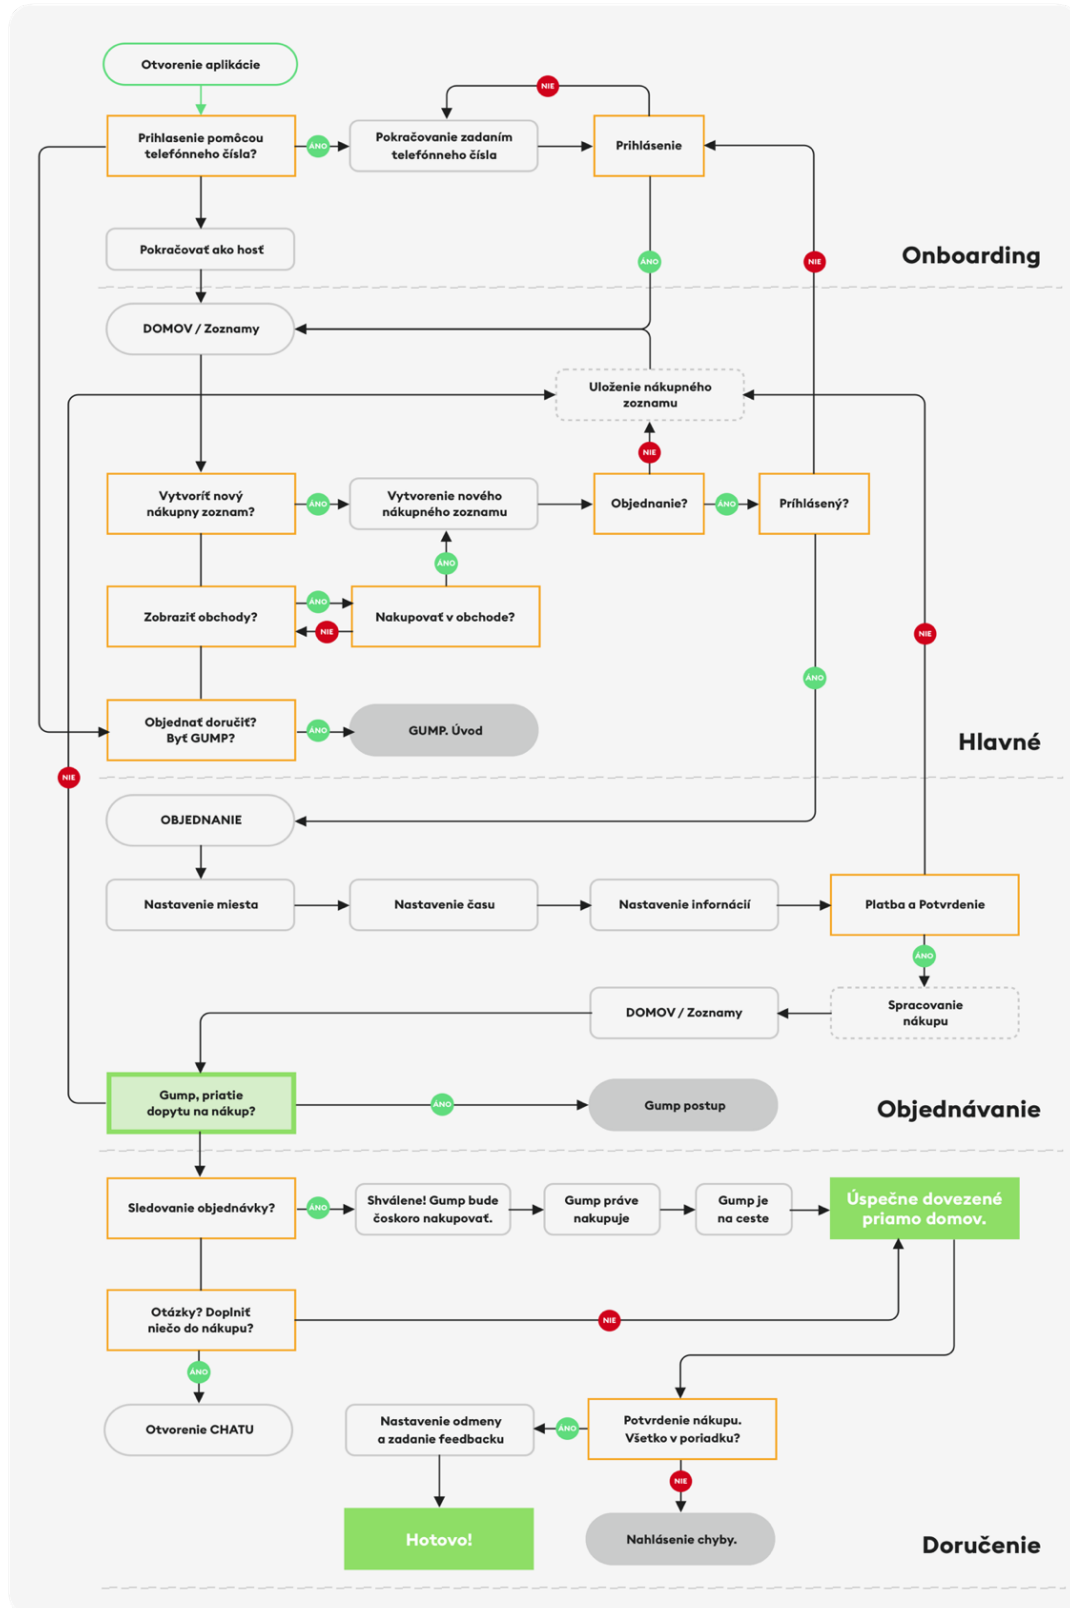 Otvorenie aplikácie
NIE
Prihlasenie pomôcou
telefónneho čísla?
ÁNO
Pokračovanie zadaním
telefónneho čísla
Prihlásenie
Pokračovať ako hosť
ÁNO
NIE
Onboarding
DOMOV / Zoznamy
Uloženie nákupného
zoznamu
NIE
Vytvoríť nový
nákupny zoznam?
ÁNO
Vytvorenie nového
nákupného zoznamu
Objednanie?
ÁNO
Príhlásený?
ÁNO
Zobraziť obchody?
ÁNO
NIE
Nakupovať v obchode?
NIE
ÁNO
Objednať doručiť?
Byť GUMP?
ÁNO
GUMP. Úvod
Hlavné
NIE
OBJEDNANIE
Nastavenie miesta
Nastavenie času
Nastavenie infornácií
Platba a Potvrdenie
ÁNO
DOMOV / Zoznamy
Spracovanie
nákupu
Gump, priatie
dopytu na nákup?
ÁNO
Gump postup
Objednávanie
Sledovanie objednávky?
ÁNO
Shválene! Gump bude
čoskoro nakupovať.
Gump práve
nakupuje
Gump je
na ceste
Úspečne dovezené
priamo domov.
Otázky? Doplniť
niečo do nákupu?
NIE
ÁNO
Otvorenie CHATU
Nastavenie odmeny
a zadanie feedbacku
ÁNO
Potvrdenie nákupu.
Všetko v poriadku?
NIE
Hotovo!
Nahlásenie chyby.
Doručenie